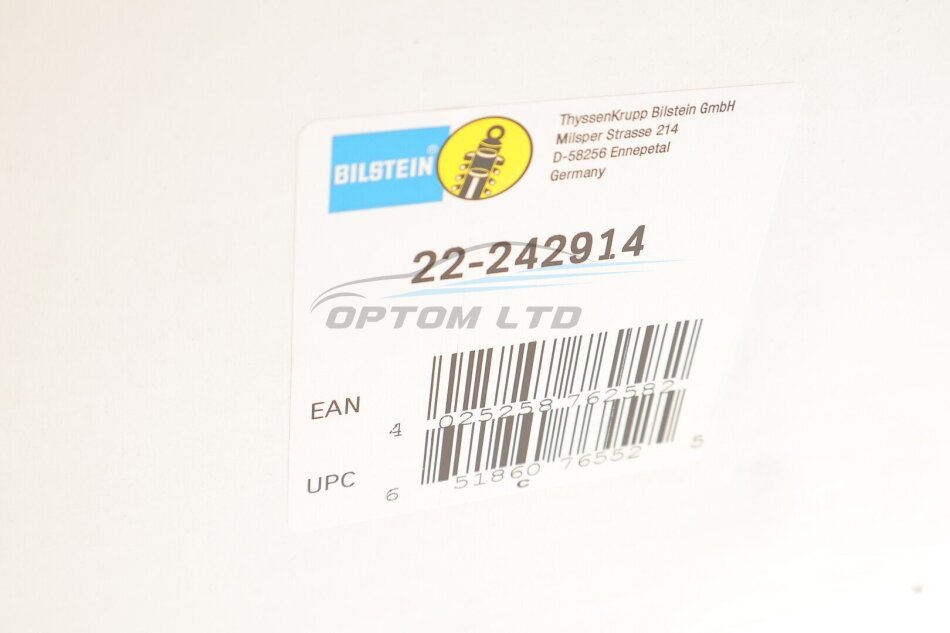 BILSTEIN®
ThyssenKrupp Bilstein GmbH
Milsper Strasse 214
D-58256 Ennepetal
Germany
22-242914
OPTOM LTD
EAN
4 025258 762582
UPC
6 51860 76552 5
C